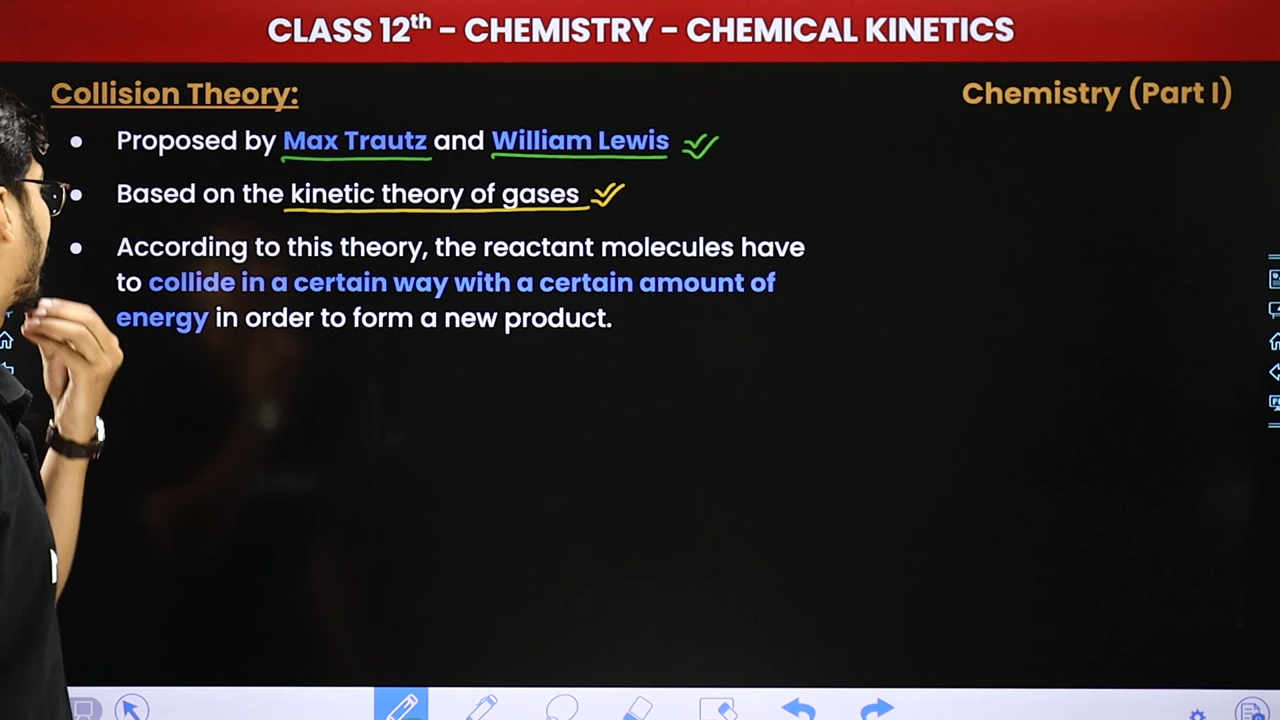 CLASS 12th – CHEMISTRY – CHEMICAL KINETICS
Collision Theory:
Chemistry (Part I)
● Proposed by Max Trautz and William Lewis
● Based on the kinetic theory of gases
● According to this theory, the reactant molecules have
to collide in a certain way with a certain amount of
energy in order to form a new product.